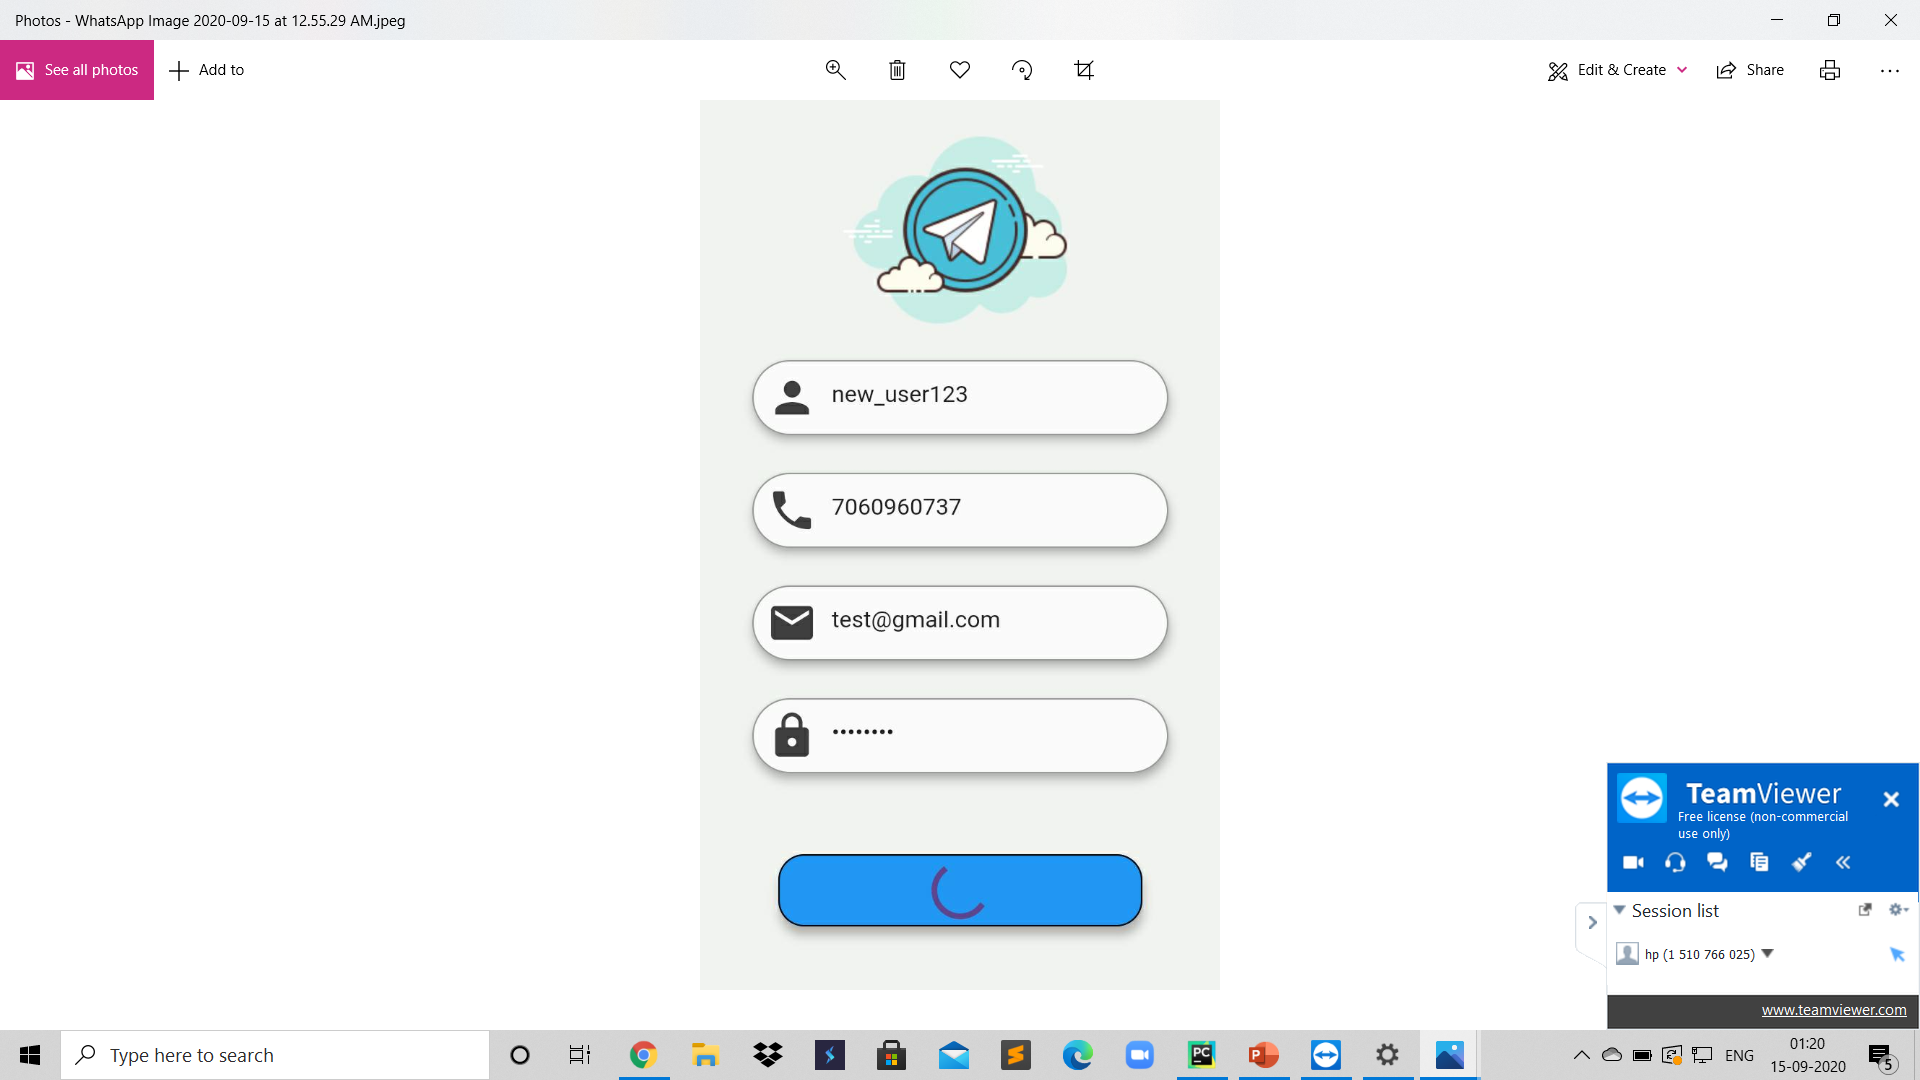 Photos - WhatsApp Image 2020-09-15 at 12.55.29 AM.jpeg
See all photos
Add to
Edit & Create
Share
new_user123
7060960737
test@gmail.com
••••••••
TeamViewer
Free license (non-commercial
use only)
Session list
hp (1 510 766 025)
www.teamviewer.com
Type here to search
PC
P
ENG
01:20
15-09-2020
5